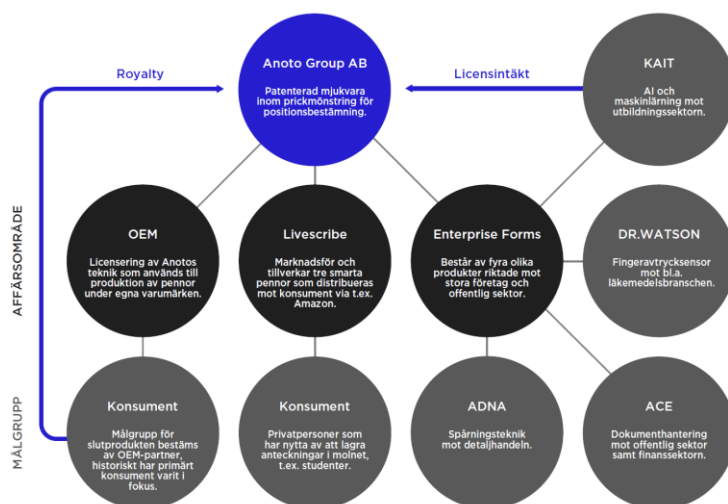 Anoto Group AB
Patenterad mjukvara
inom prickmönstring för
positionsbestämning.
Royalty
Licensintäkt
KAIT
AI och
maskinlärning mot
utbildningssektorn.
AFFÄRSOMRÅDE
OEM
Licensering av Anotos
teknik som används till
produktion av pennor
under egna varumärken.
Livescribe
Marknadsför och
tillverkar tre smarta
pennor som distribueras
mot konsument via t.ex.
Amazon.
Enterprise Forms
Består av fyra olika
produkter riktade mot
stora företag och
offentlig sektor.
DR.WATSON
Fingeravtrycksensor
mot bl.a.
läkemedelsbranschen.
MÅLGRUPP
Konsument
Målgrupp för
slutprodukten bestäms
av OEM-partner,
historiskt har primärt
konsument varit i
fokus.
Konsument
Privatpersoner som
har nytta av att lagra
anteckningar i molnet,
t.ex. studenter.
ADNA
Spårningsteknik
mot detaljhandeln.
ACE
Dokumenthantering
mot offentlig sektor
samt finanssektorn.